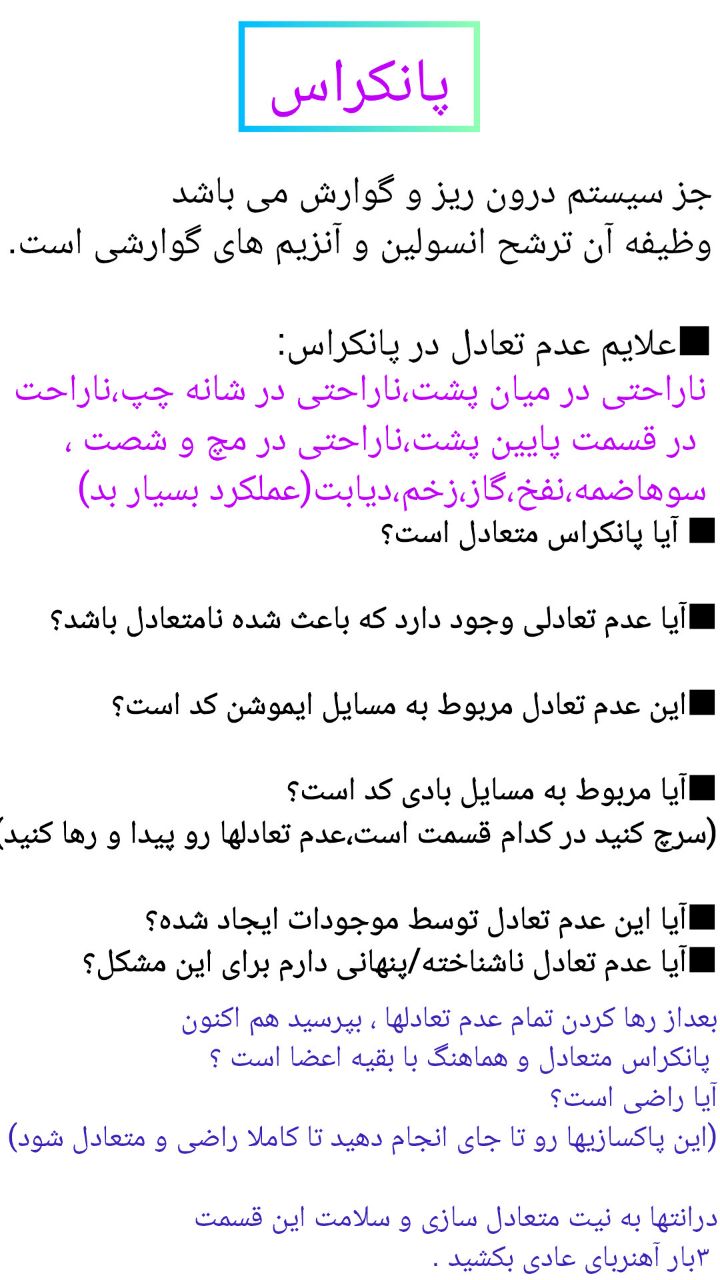 پانکراس
جز سیستم درون ریز و گوارش می باشد
وظیفه آن ترشح انسولین و آنزیم های گوارشی است.
■علایم عدم تعادل در پانکراس:
ناراحتی در میان پشت،ناراحتی در شانه چپ،ناراحت
در قسمت پایین پشت،ناراحتی در مچ و شصت ،
سوهاضمه،نفخ،گاز،زخم،دیابت(عملکرد بسیار بد)
■ آیا پانکراس متعادل است؟
■آیا عدم تعادلی وجود دارد که باعث شده نامتعادل باشد؟
■این عدم تعادل مربوط به مسایل ایموشن کد است؟
■آیا مربوط به مسایل بادی کد است؟
(سرچ کنید در کدام قسمت است،عدم تعادلها رو پیدا و رها کنید)
■آیا این عدم تعادل توسط موجودات ایجاد شده؟
■آیا عدم تعادل ناشناخته/پنهانی دارم برای این مشکل؟
بعداز رها کردن تمام عدم تعادلها ، بپرسید هم اکنون
پانکراس متعادل و هماهنگ با بقیه اعضا است ؟
آیا راضی است؟
(این پاکسازیها رو تا جای انجام دهید تا کاملا راضی و متعادل شود)
درانتها به نیت متعادل سازی و سلامت این قسمت
۳بار آهنربای عادی بکشید .